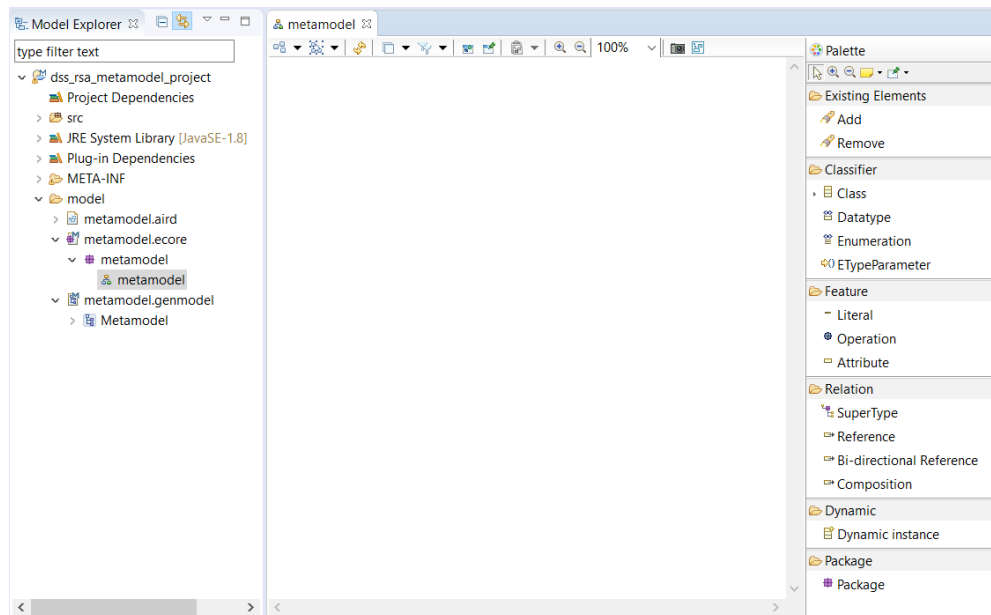 Model Explorer
type filter text
dss_rsa_metamodel_project
Project Dependencies
src
JRE System Library [JavaSE-1.8]
Plug-in Dependencies
META-INF
model
metamodel.aird
metamodel.ecore
metamodel
metamodel
metamodel.genmodel
Metamodel
metamodel
100%
Palette
Existing Elements
Add
Remove
Classifier
Class
Datatype
Enumeration
ETypeParameter
Feature
Literal
Operation
Attribute
Relation
SuperType
Reference
Bi-directional Reference
Composition
Dynamic
Dynamic instance
Package
Package